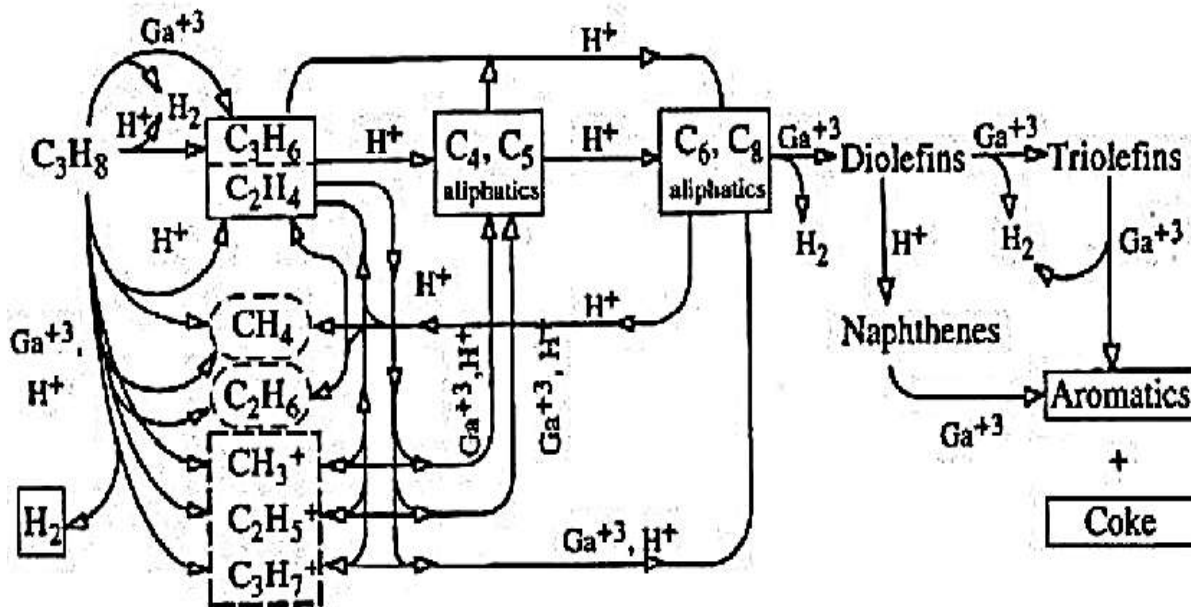 Ga⁺³
H⁺
H₂
H⁺
C₃H₈
C₃H₆
C₂H₄
H⁺
C₄, C₅
aliphatics
H⁺
C₆, C₈
aliphatics
Ga⁺³
H₂
Diolefins
Ga⁺³
H₂
Triolefins
H⁺
H⁺
Ga⁺³
H⁺
H⁺
CH₄
Ga⁺³, H⁺
Ga⁺³, H⁺
Naphthenes
Ga⁺³,
H⁺
C₂H₆
Ga⁺³
Aromatics
CH₃⁺
+
H₂
C₂H₅⁺
Coke
Ga⁺³, H⁺
C₃H₇⁺